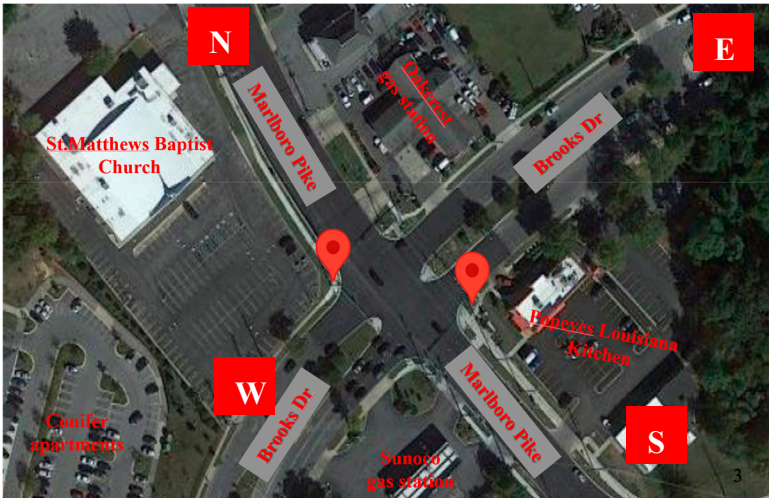 N
E
Marlboro Pike
Oakcrest
gas station
Brooks Dr
St.Matthews Baptist
Church
Popeyes Louisiana
Kitchen
W
Marlboro Pike
Brooks Dr
S
Conifer
apartments
Sunoco
gas station
3